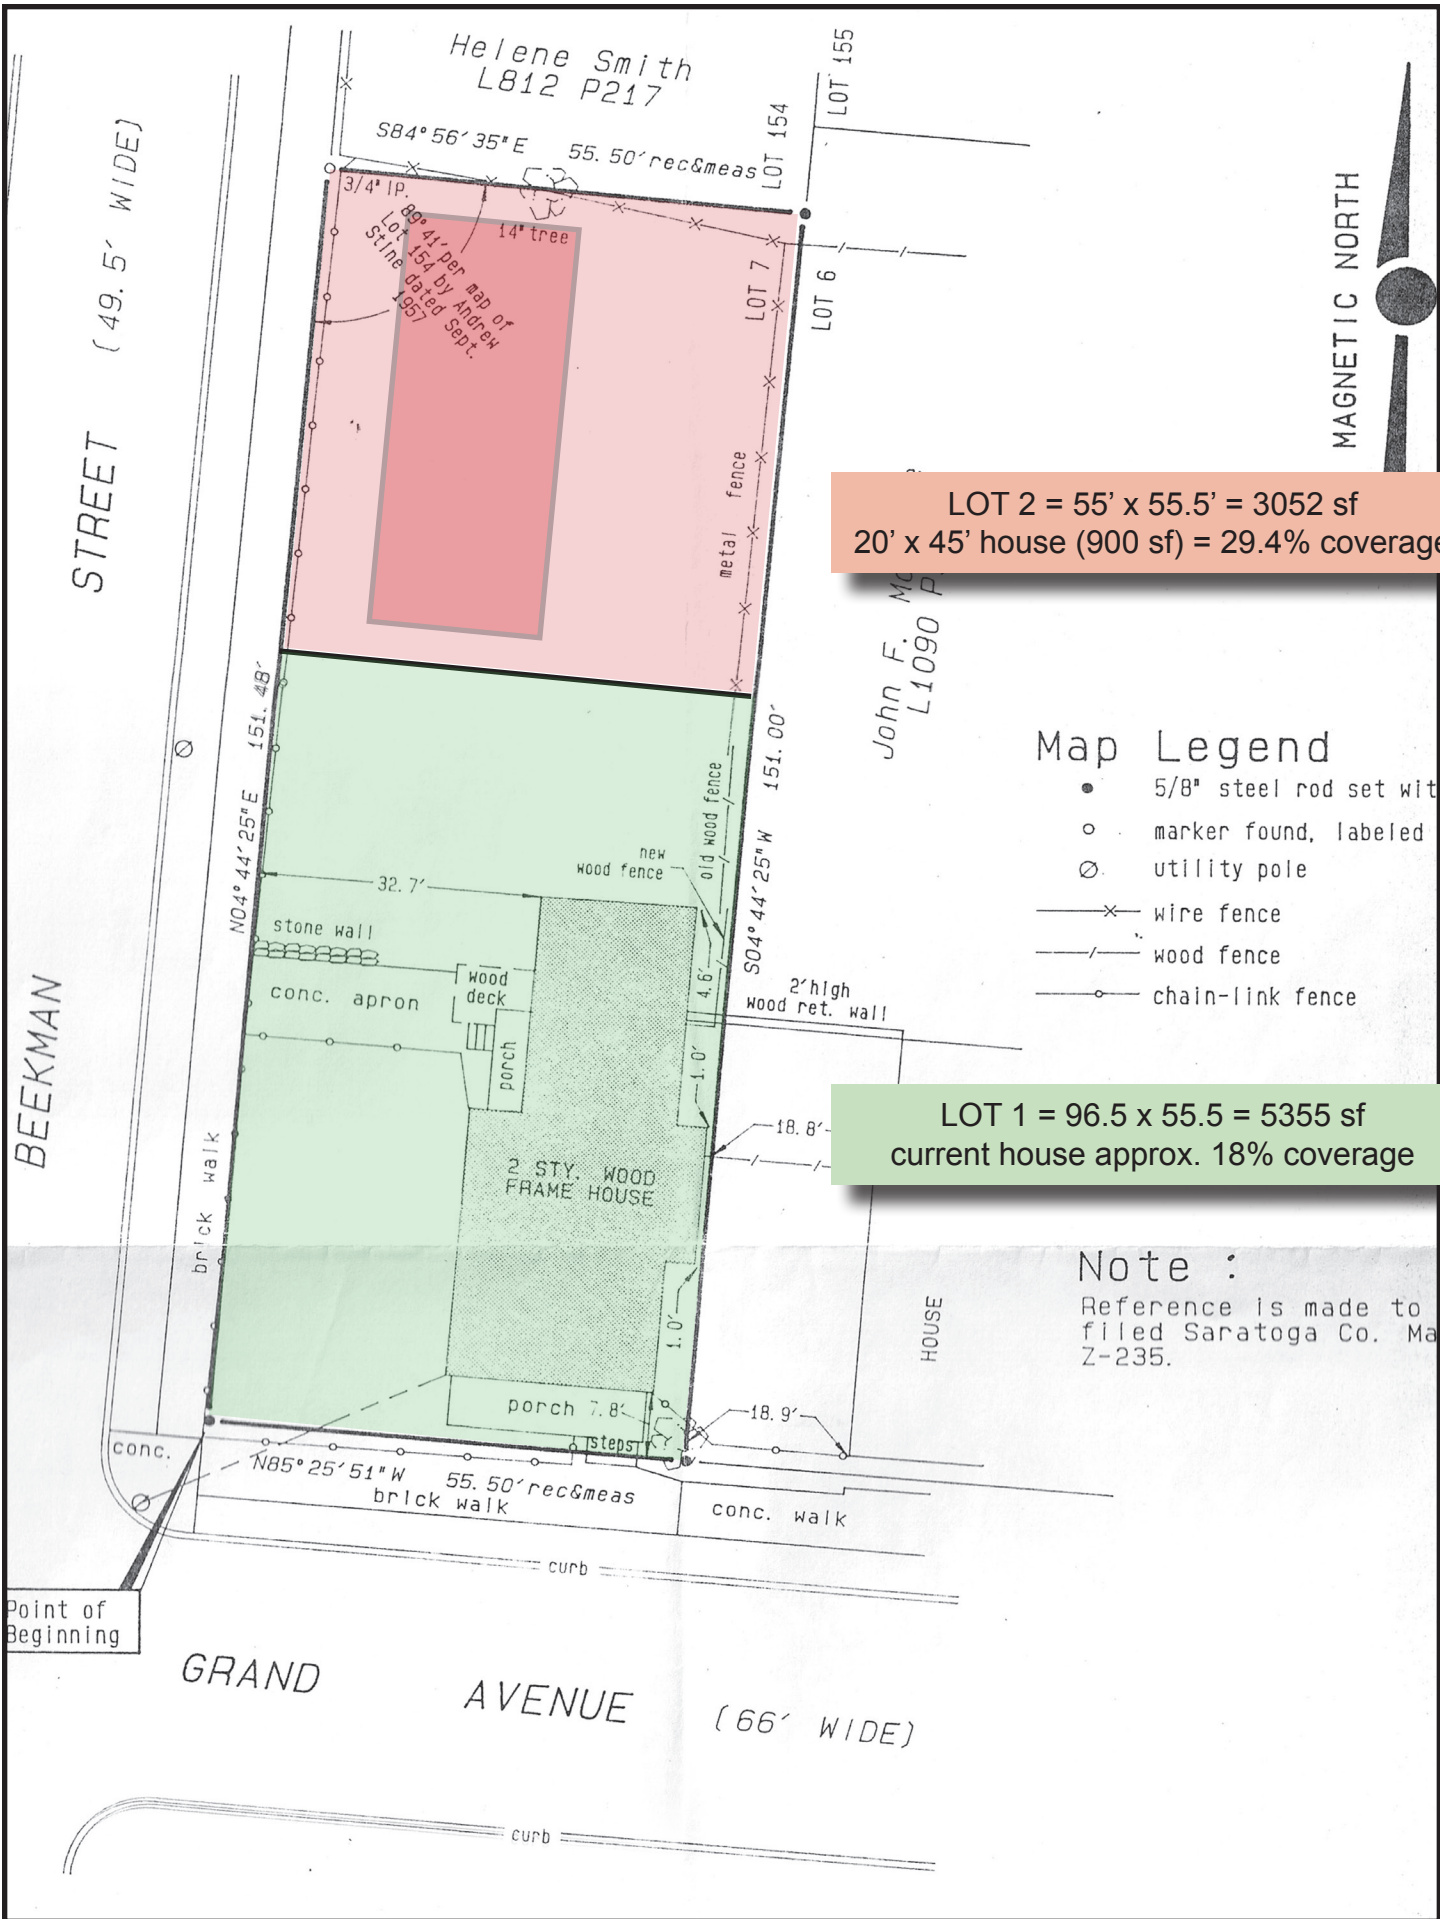 Helene Smith
L812 P217
LOT 155
LOT 154
S84°56'35"E 55.50'rec&meas
3/4" IP.
89°41'per map of
Lot 154 by Andrew
Stine dated Sept.
1957
14" tree
LOT 7
LOT 6
MAGNETIC NORTH
STREET (49.5' WIDE)
BEEKMAN
metal fence
LOT 2 = 55’ x 55.5’ = 3052 sf
20’ x 45’ house (900 sf) = 29.4% coverage
John F.
L1090 P
N04°44'25"E 151.48'
S04°44'25"W 151.00'
old wood fence
new
wood fence
32.7'
stone wall
conc. apron
wood
deck
porch
4.6'
1.0'
2'high
wood ret. wall
Map Legend
5/8" steel rod set wit
marker found, labeled
utility pole
wire fence
wood fence
chain-link fence
18.8'
LOT 1 = 96.5 x 55.5 = 5355 sf
current house approx. 18% coverage
2 STY. WOOD
FRAME HOUSE
brick walk
1.0'
HOUSE
Note :
Reference is made to
filed Saratoga Co. Ma
Z-235.
porch 7.8'
steps
18.9'
conc.
N85°25'51"W 55.50'rec&meas
brick walk
conc. walk
curb
Point of
Beginning
GRAND AVENUE (66' WIDE)
curb